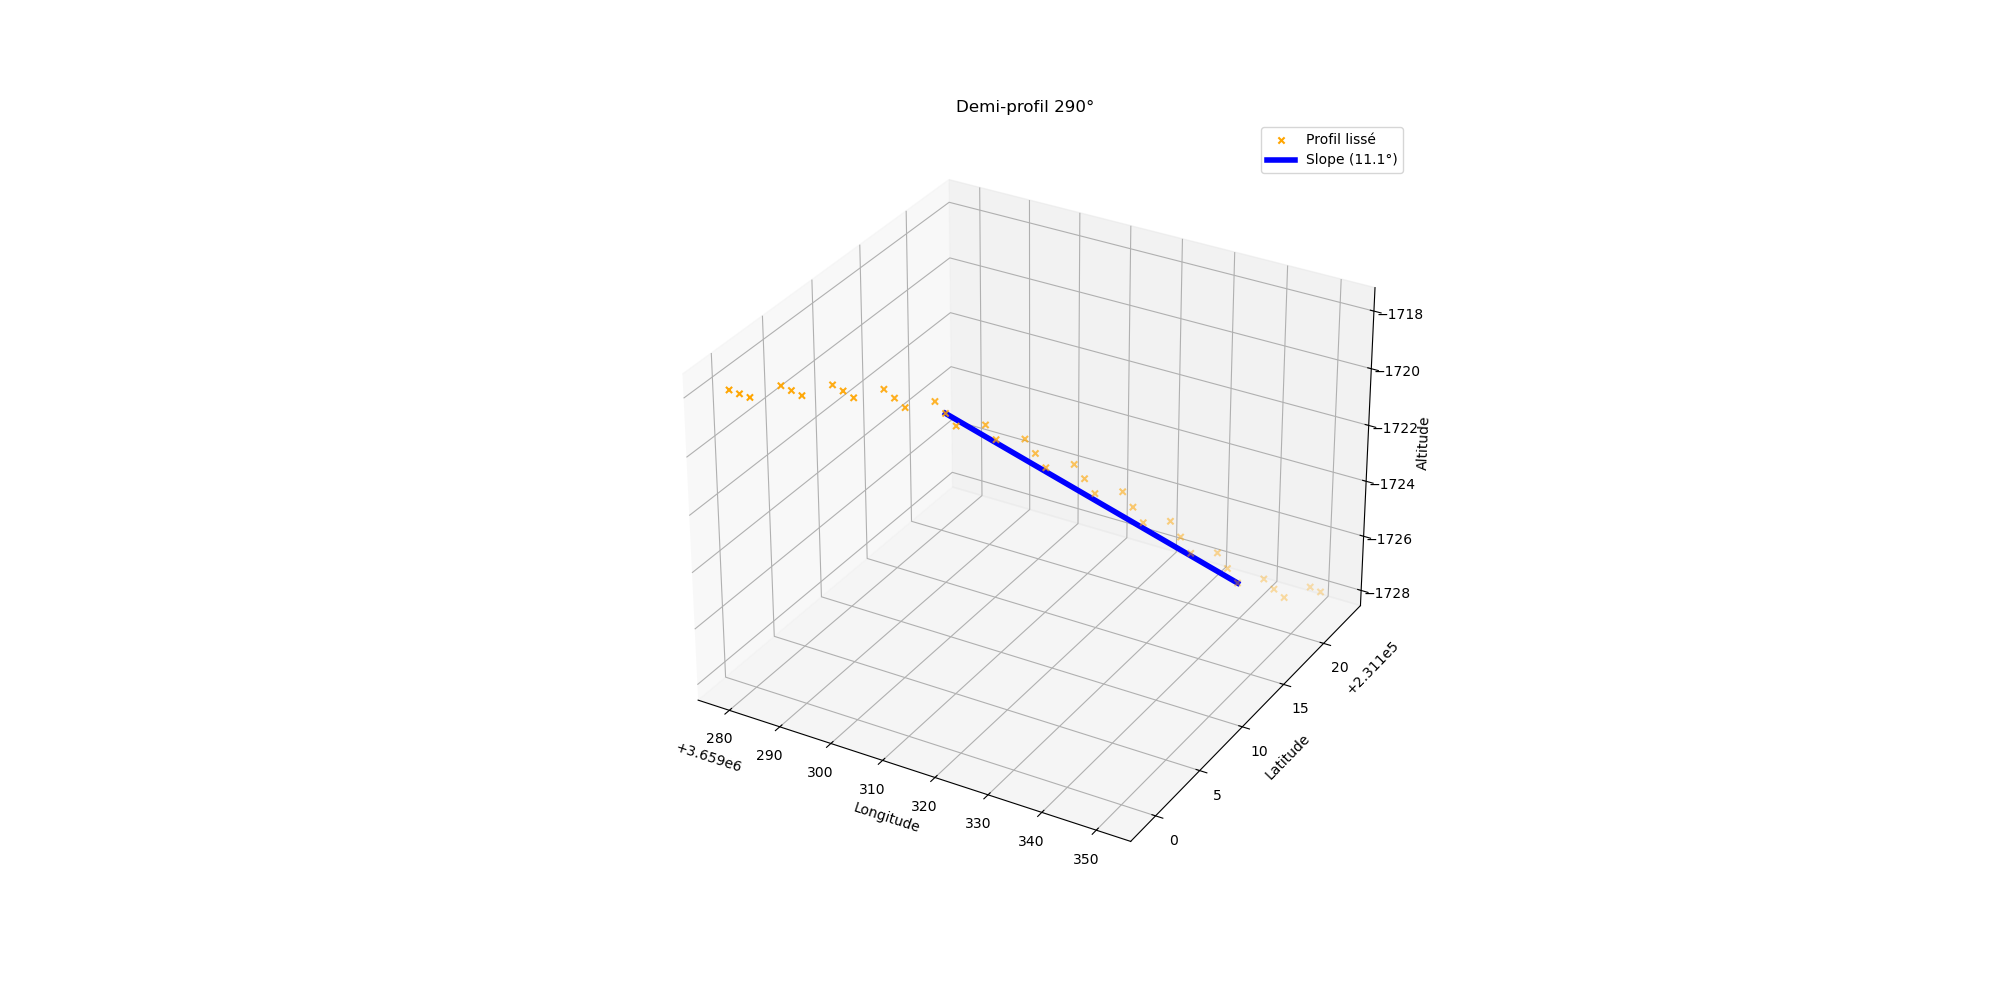 Demi-profil 290°
Profil lissé
Slope (11.1°)
−1718
−1720
−1722
−1724
−1726
−1728
Altitude
20
15
10
5
0
+2.311e5
Latitude
280
290
300
310
320
330
340
350
+3.659e6
Longitude